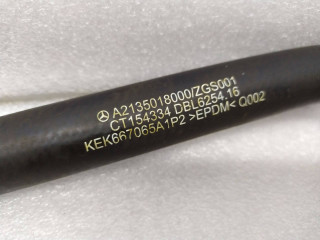 A2135018000/ZGS001
CT154334 DBL6254.16
KEK667065A1P2 >EPDM< Q002